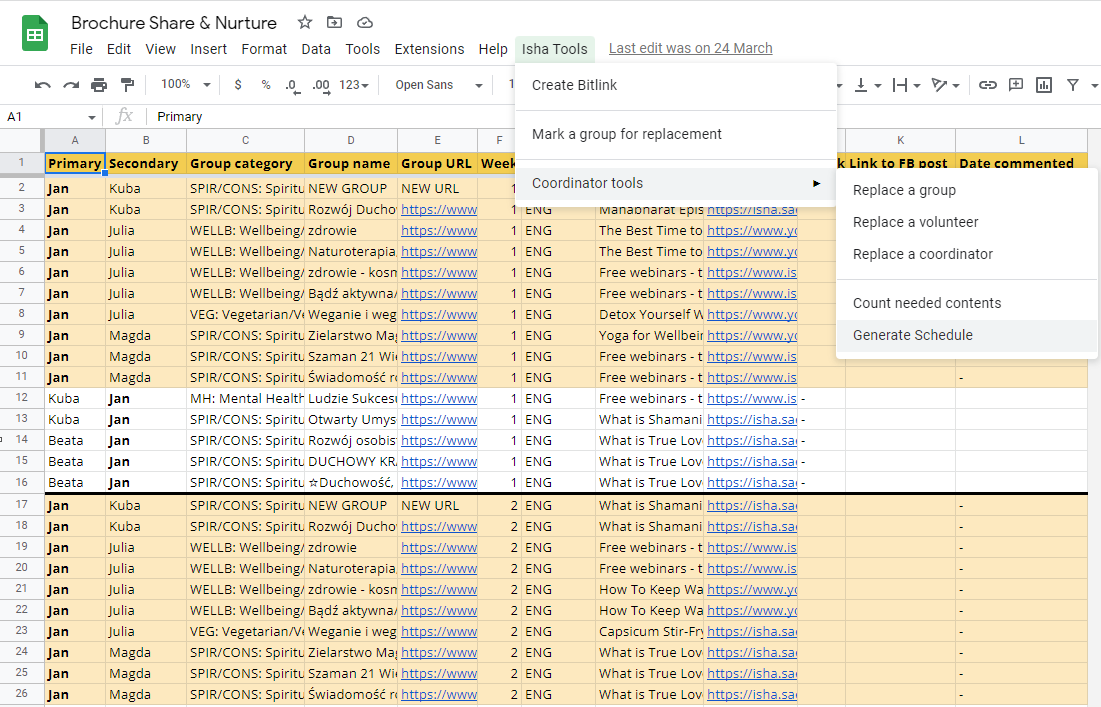 Brochure Share & Nurture
File Edit View Insert Format Data Tools Extensions Help Isha Tools Last edit was on 24 March
100% $ % .0 .00 123 Open Sans 1
A1 fx Primary
Create Bitlink
Mark a group for replacement
Coordinator tools
Replace a group
Replace a volunteer
Replace a coordinator
Count needed contents
Generate Schedule
A B C D E F K L
1 Primary Secondary Group category Group name Group URL Week k Link to FB post Date commented
2 Jan Kuba SPIR/CONS: Spiritu NEW GROUP NEW URL 1
3 Jan Kuba SPIR/CONS: Spiritu Rozwój Ducho https://www 1 ENG Mahabharat Epis https://isha.sa
4 Jan Julia WELLB: Wellbeing/ zdrowie https://www 1 ENG The Best Time to https://www.yo
5 Jan Julia WELLB: Wellbeing/ Naturoterapia, https://www 1 ENG The Best Time to https://www.yo
6 Jan Julia WELLB: Wellbeing/ zdrowie - kosm https://www 1 ENG Free webinars - t https://www.is
7 Jan Julia WELLB: Wellbeing/ Bądź aktywna/ https://www 1 ENG Free webinars - t https://www.is
8 Jan Julia VEG: Vegetarian/Ve Weganie i weg https://www 1 ENG Detox Yourself W https://www.yo
9 Jan Magda SPIR/CONS: Spiritu Zielarstwo Mag https://www 1 ENG Yoga for Wellbein https://www.yo
10 Jan Magda SPIR/CONS: Spiritu Szaman 21 Wie https://www 1 ENG Free webinars - t https://www.is
11 Jan Magda SPIR/CONS: Spiritu Świadomość ro https://www 1 ENG Free webinars - t https://www.is -
12 Kuba Jan MH: Mental Health Ludzie Sukcesu https://www 1 ENG Free webinars - t https://www.is -
13 Kuba Jan SPIR/CONS: Spiritu Otwarty Umys https://www 1 ENG What is Shamani https://isha.sa -
14 Beata Jan SPIR/CONS: Spiritu Rozwój osobis https://www 1 ENG What is True Lov https://isha.sa -
15 Beata Jan SPIR/CONS: Spiritu DUCHOWY KRA https://www 1 ENG What is True Lov https://isha.sa -
16 Beata Jan SPIR/CONS: Spiritu ☆Duchowość, https://www 1 ENG What is True Lov https://isha.sa -
17 Jan Kuba SPIR/CONS: Spiritu NEW GROUP NEW URL 2 ENG What is Shamani https://isha.sa -
18 Jan Kuba SPIR/CONS: Spiritu Rozwój Ducho https://www 2 ENG What is Shamani https://isha.sa -
19 Jan Julia WELLB: Wellbeing/ zdrowie https://www 2 ENG Free webinars - t https://www.is -
20 Jan Julia WELLB: Wellbeing/ Naturoterapia, https://www 2 ENG Free webinars - t https://www.is -
21 Jan Julia WELLB: Wellbeing/ zdrowie - kosm https://www 2 ENG How To Keep Wa https://www.yo -
22 Jan Julia WELLB: Wellbeing/ Bądź aktywna/ https://www 2 ENG How To Keep Wa https://www.yo -
23 Jan Julia VEG: Vegetarian/Ve Weganie i weg https://www 2 ENG Capsicum Stir-Fry https://isha.sa -
24 Jan Magda SPIR/CONS: Spiritu Zielarstwo Mag https://www 2 ENG What is True Lov https://isha.sa -
25 Jan Magda SPIR/CONS: Spiritu Szaman 21 Wie https://www 2 ENG What is True Lov https://isha.sa -
26 Jan Magda SPIR/CONS: Spiritu Świadomość ro https://www 2 ENG What is True Lov https://isha.sa -